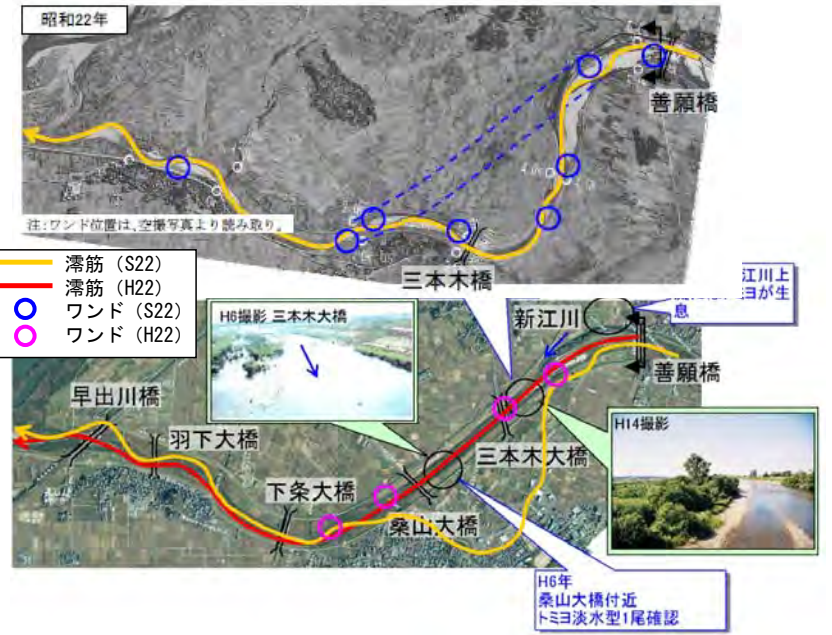 昭和22年
善願橋
注:ワンド位置は、空撮写真より読み取り。
三本木橋
澪筋（S22）
澪筋（H22）
ワンド（S22）
ワンド（H22）
H6撮影 三本木大橋
新江川
江川上
ヨが生
息
善願橋
早出川橋
羽下大橋
三本木大橋
H14撮影
下条大橋
桑山大橋
H6年
桑山大橋付近
トミヨ淡水型1尾確認